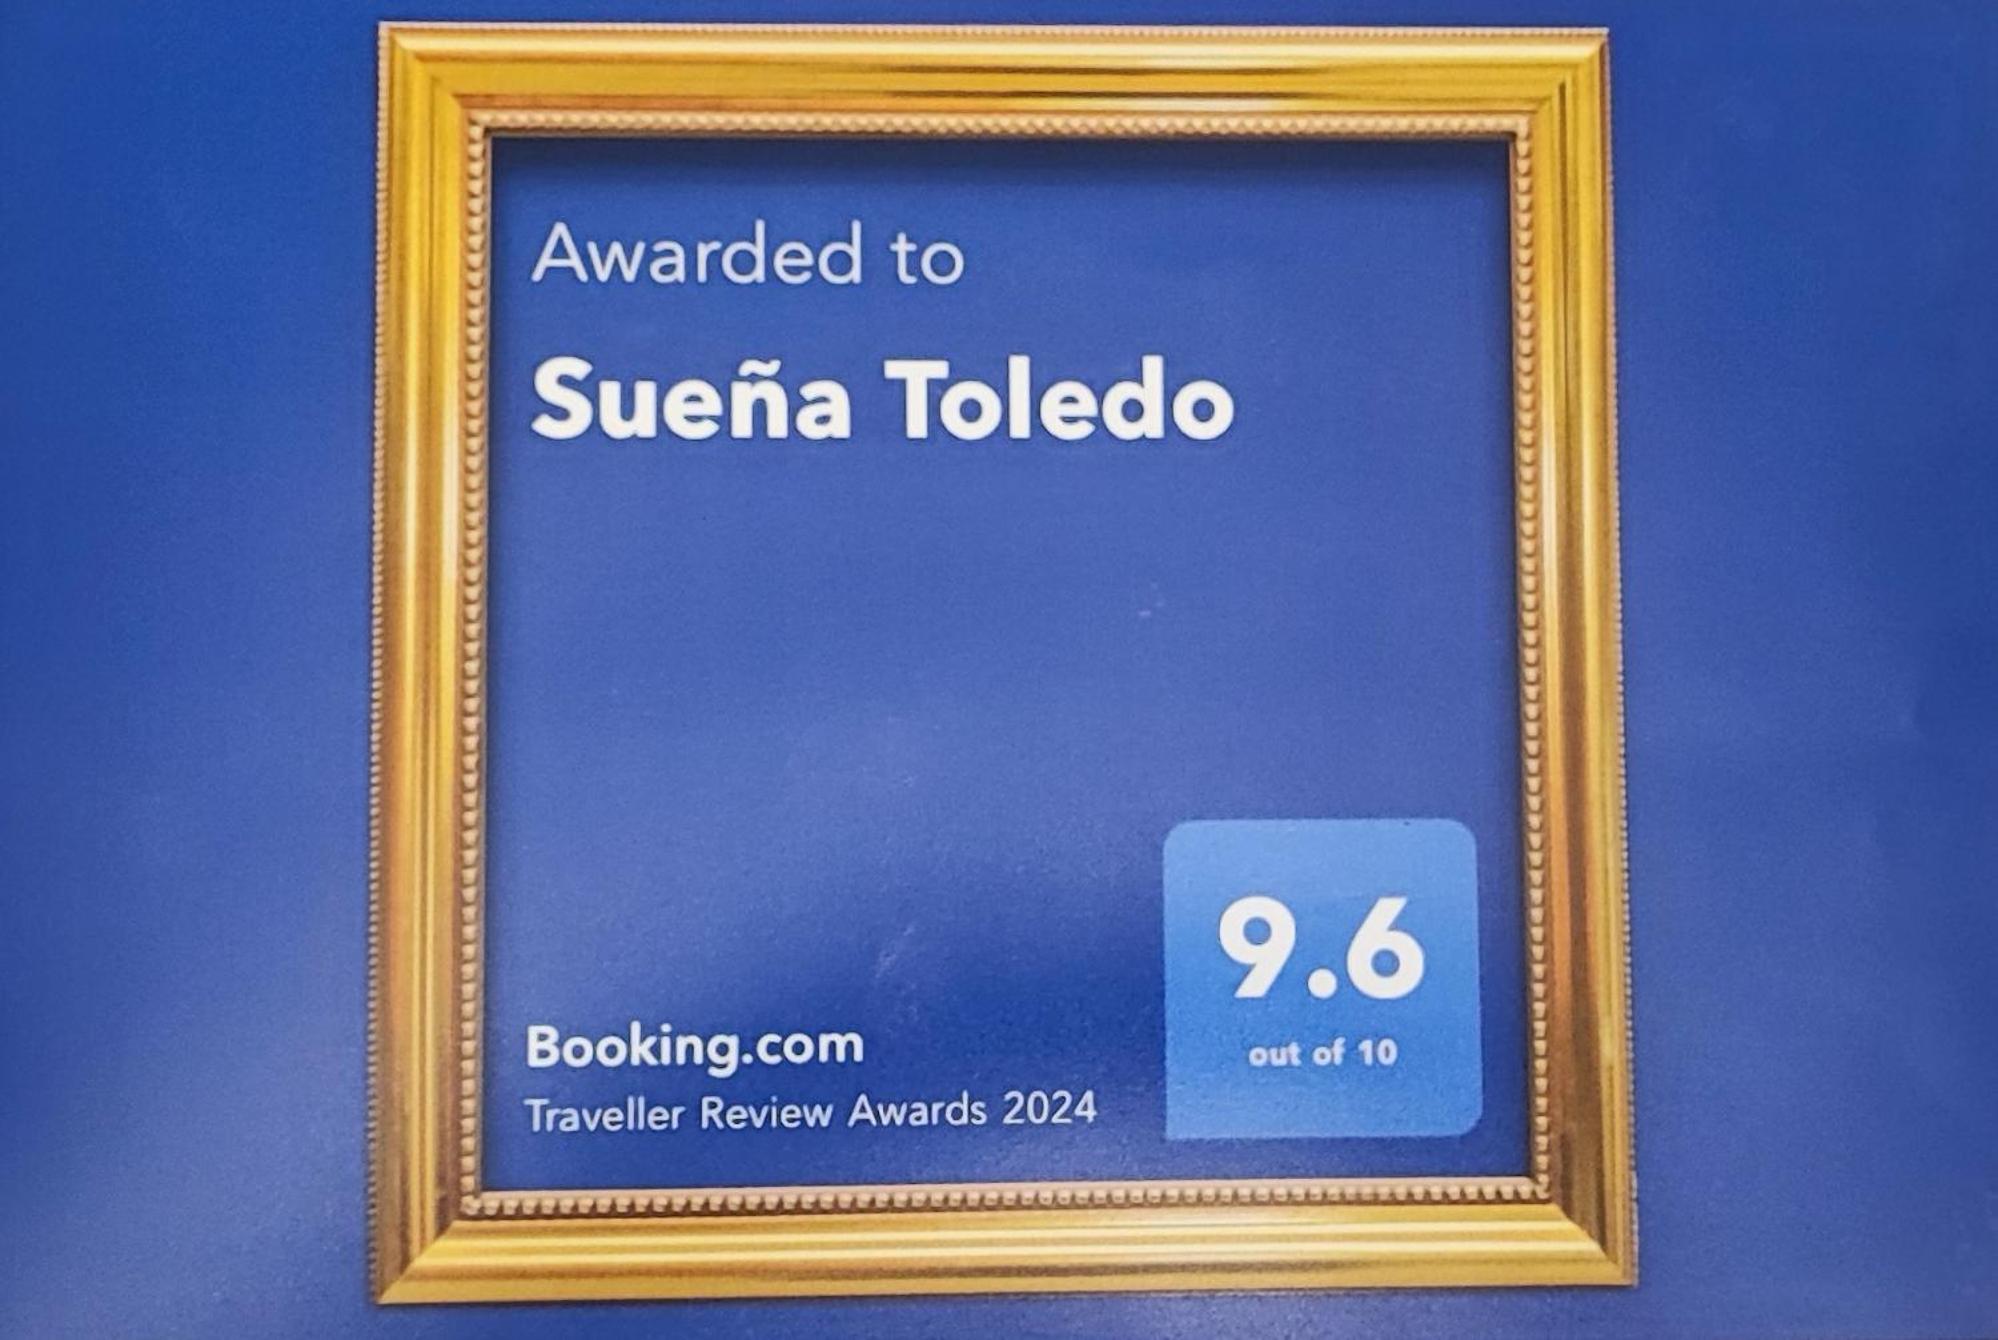 Awarded to
Sueña Toledo
9.6
out of 10
Booking.com
Traveller Review Awards 2024